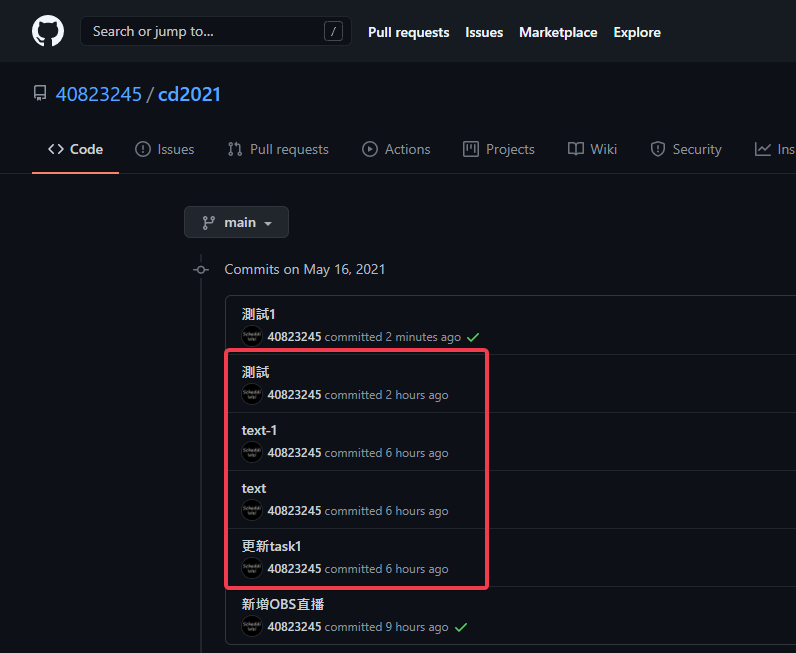 Search or jump to... / Pull requests Issues Marketplace Explore
40823245 / cd2021
Code Issues Pull requests Actions Projects Wiki Security Ins
main
Commits on May 16, 2021
測試1
40823245 committed 2 minutes ago
測試
40823245 committed 2 hours ago
text-1
40823245 committed 6 hours ago
text
40823245 committed 6 hours ago
更新task1
40823245 committed 6 hours ago
新增OBS直播
40823245 committed 9 hours ago